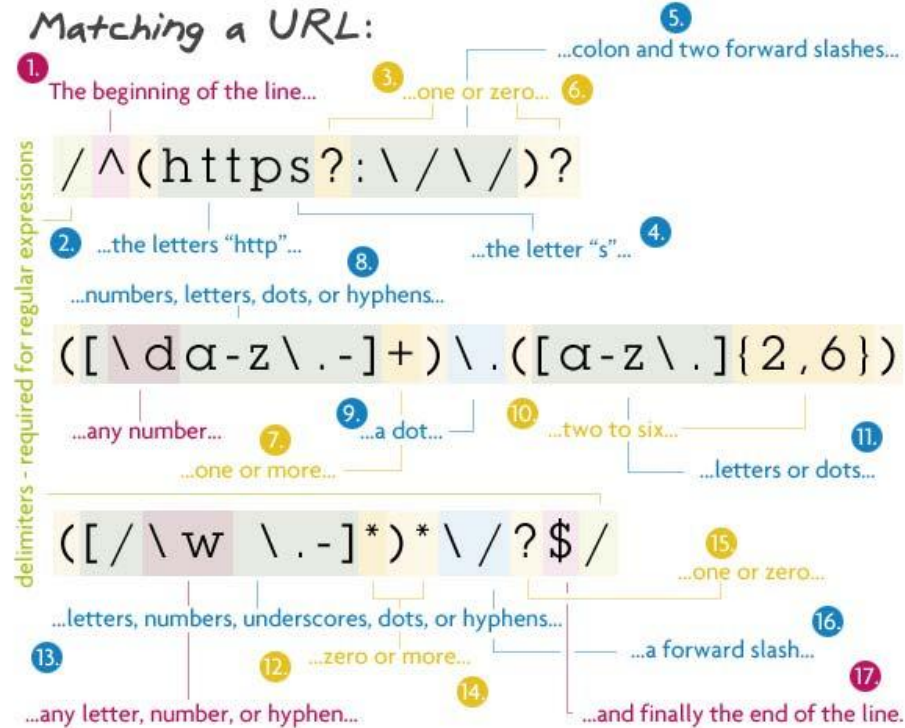 Matching a URL:
5.
...colon and two forward slashes...
1.
The beginning of the line...
3.
...one or zero...
6.
/^(https?:\/\/)?
2.
...the letters "http"...
...the letter "s"...
4.
8.
...numbers, letters, dots, or hyphens...
([\da-z\.-]+)\.([a-z\.]{2,6})
...any number...
9.
...a dot...
10.
...two to six...
11.
7.
...one or more...
...letters or dots...
([/\w \.-]*)*\/?$/
15.
...one or zero...
...letters, numbers, underscores, dots, or hyphens...
16.
13.
12.
...zero or more...
...a forward slash...
14.
17.
...any letter, number, or hyphen...
...and finally the end of the line.
delimiters - required for regular expressions